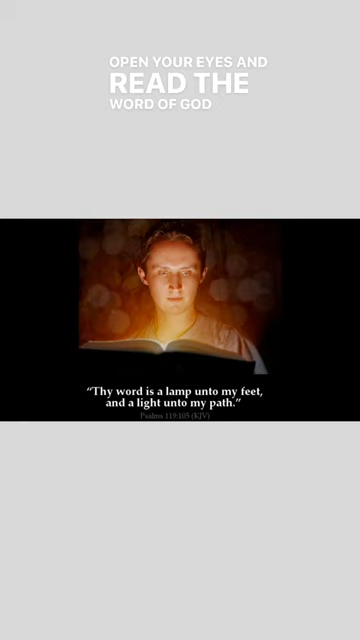 OPEN YOUR EYES AND
READ THE
WORD OF GOD
“Thy word is a lamp unto my feet,
and a light unto my path.”
Psalms 119:105 (KJV)